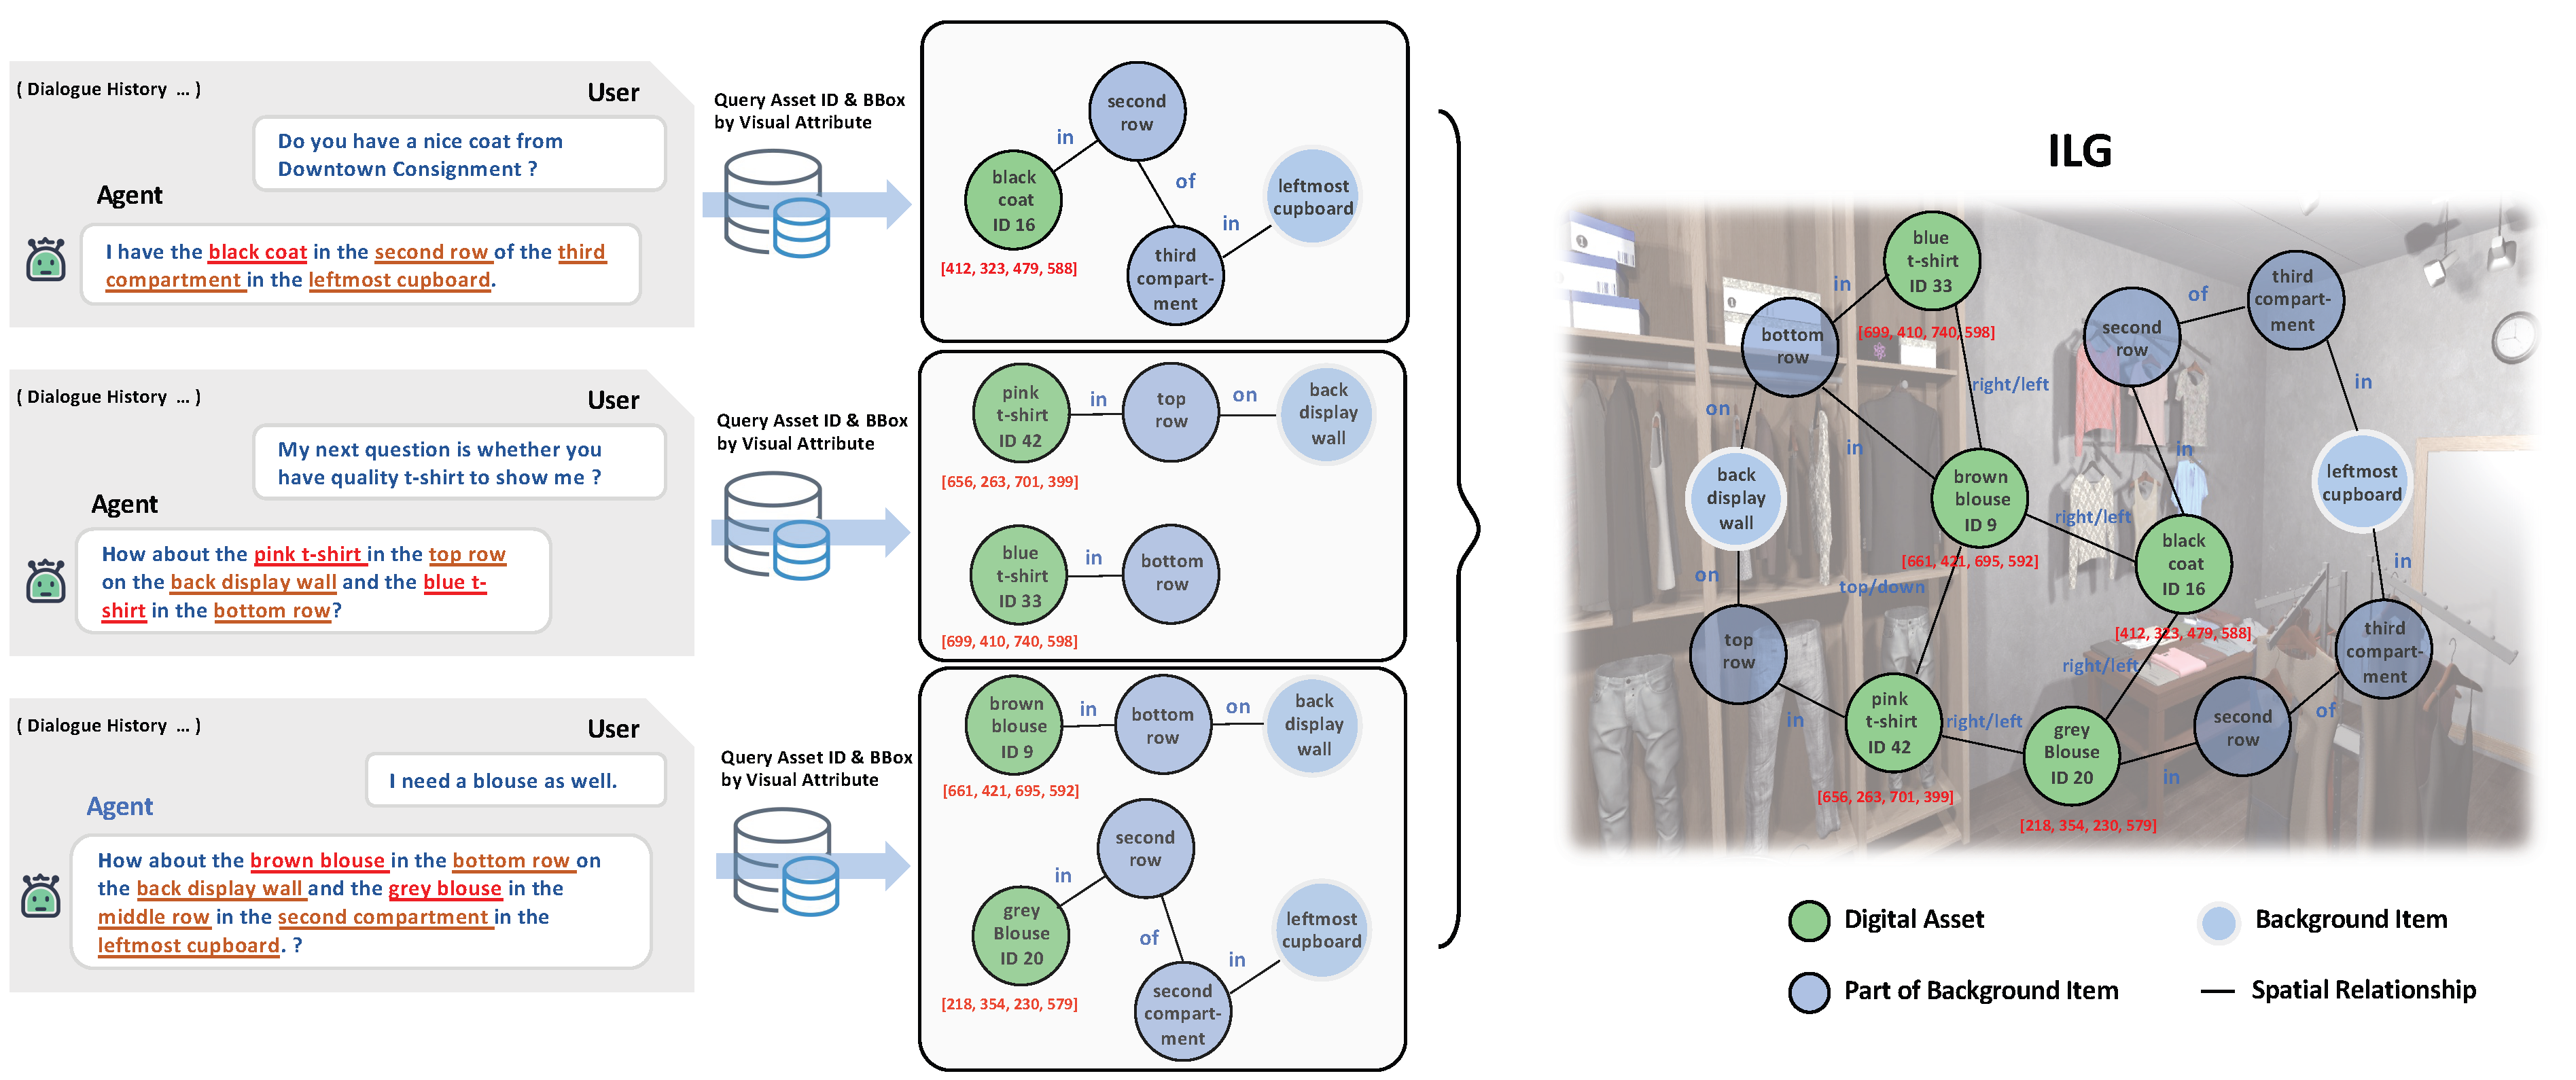 ( Dialogue History ... )
User
Do you have a nice coat from
Downtown Consignment ?
Agent
I have the black coat in the second row of the third
compartment in the leftmost cupboard.
Query Asset ID & BBox
by Visual Attribute
second
row
in
black
coat
ID 16
[412, 323, 479, 588]
of
leftmost
cupboard
in
third
compart-
ment
( Dialogue History ... )
User
My next question is whether you
have quality t-shirt to show me ?
Agent
How about the pink t-shirt in the top row
on the back display wall and the blue t-
shirt in the bottom row?
Query Asset ID & BBox
by Visual Attribute
pink
t-shirt
ID 42
in
top
row
on
back
display
wall
[656, 263, 701, 399]
blue
t-shirt
ID 33
in
bottom
row
[699, 410, 740, 598]
( Dialogue History ... )
User
I need a blouse as well.
Agent
How about the brown blouse in the bottom row on
the back display wall and the grey blouse in the
middle row in the second compartment in the
leftmost cupboard. ?
Query Asset ID & BBox
by Visual Attribute
brown
blouse
ID 9
in
bottom
row
on
back
display
wall
[661, 421, 695, 592]
second
row
in
grey
Blouse
ID 20
[218, 354, 230, 579]
of
leftmost
cupboard
in
second
compart-
ment
ILG
blue
t-shirt
ID 33
in
[699, 410, 740, 598]
bottom
row
right/left
on
in
back
display
wall
brown
blouse
ID 9
[661, 421, 695, 592]
on
top/down
top
row
in
pink
t-shirt
ID 42
[656, 263, 701, 399]
right/left
grey
Blouse
ID 20
[218, 354, 230, 579]
second
row
of
third
compart-
ment
in
in
leftmost
cupboard
right/left
black
coat
ID 16
[412, 323, 479, 588]
right/left
in
third
compart-
ment
of
second
row
in
Digital Asset
Background Item
Part of Background Item
Spatial Relationship